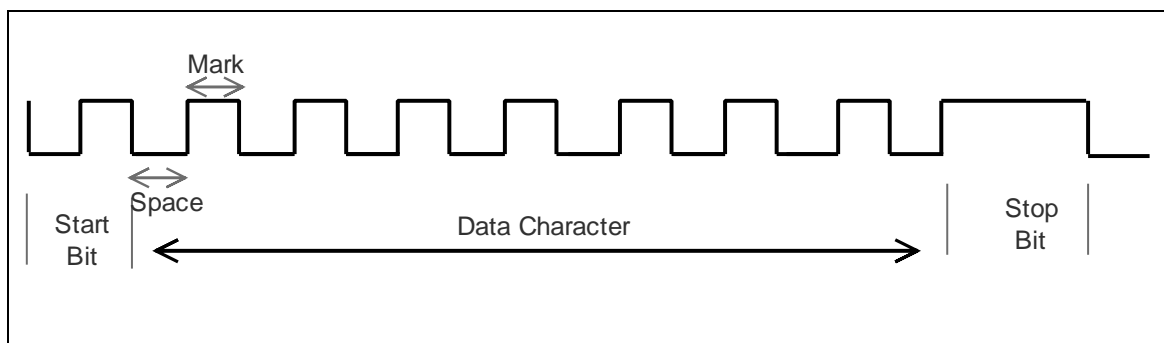 Mark
Space
Start
Bit
Data Character
Stop
Bit